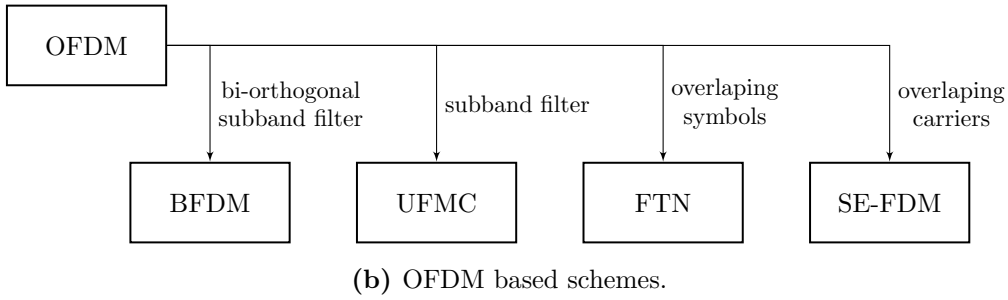 OFDM
bi-orthogonal
subband filter
subband filter
overlaping
symbols
overlaping
carriers
BFDM
UFMC
FTN
SE-FDM
(b) OFDM based schemes.